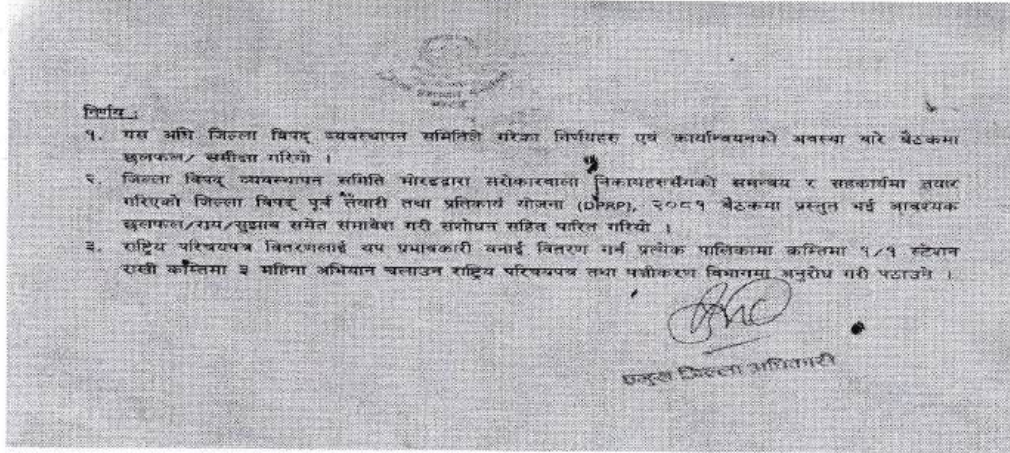 निर्णय :
१. यस अघि जिल्ला विपद् व्यवस्थापन समितिले गरेका निर्णयहरु एवं कार्यान्वयनको अवस्था बारे बैठकमा
छलफल/ समीक्षा गरियो ।
२. जिल्ला विपद् व्यवस्थापन समिति मोरङद्वारा सरोकारवाला निकायहरुसँगको समन्वय र सहकार्यमा तयार
गरिएको जिल्ला विपद् पूर्व तयारी तथा प्रतिकार्य योजना (DPRP), २०८१ बैठकमा प्रस्तुत भई आवश्यक
छलफल/राय/सुझाव समेत समावेश गरी संशोधन सहित पारित गरियो ।
३. राष्ट्रिय परिचयपत्र वितरणलाई थप प्रभावकारी बनाई वितरण गर्न प्रत्येक पालिकामा कम्तिमा १/१ स्टेशन
राखी कम्तिमा ३ महिना अभियान चलाउन राष्ट्रिय परिचयपत्र तथा पञ्जीकरण विभागमा अनुरोध गरी पठाउने ।
प्रमुख जिल्ला अधिकारी